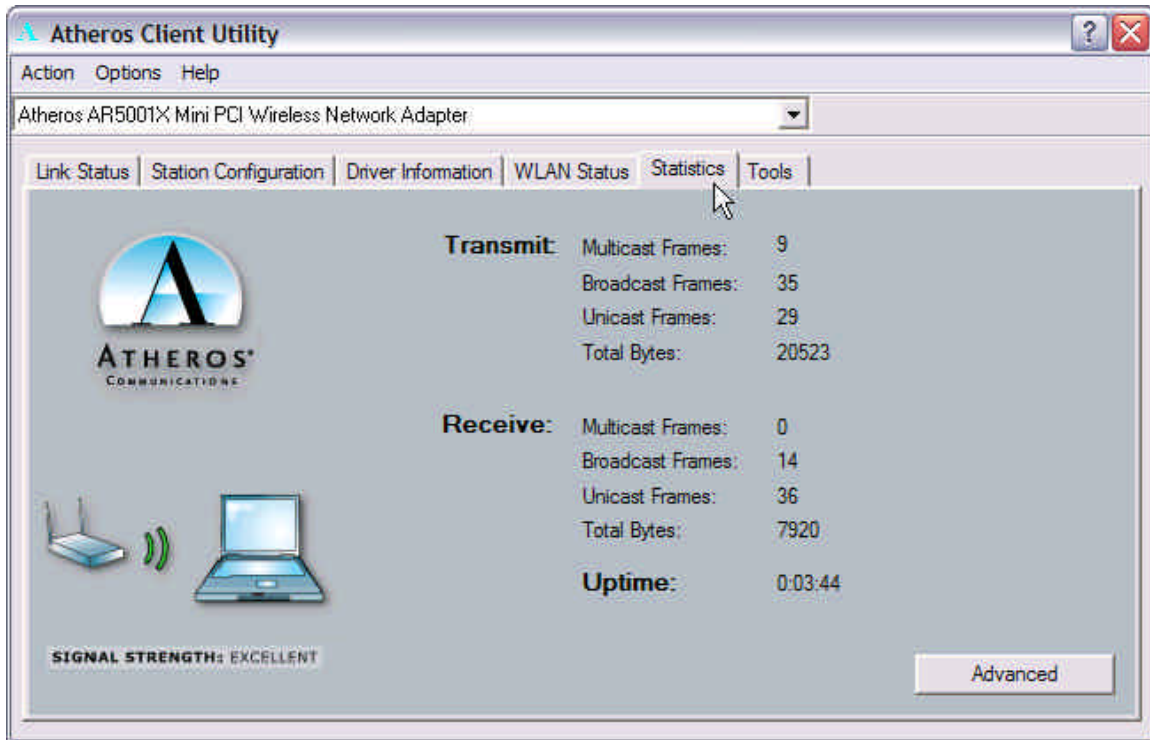 Atheros Client Utility
Action Options Help
Atheros AR5001X Mini PCI Wireless Network Adapter
Link Status Station Configuration Driver Information WLAN Status Statistics Tools
Transmit: Multicast Frames: 9
Broadcast Frames: 35
Unicast Frames: 29
Total Bytes: 20523
ATHEROS®
COMMUNICATIONS
Receive: Multicast Frames: 0
Broadcast Frames: 14
Unicast Frames: 36
Total Bytes: 7920
Uptime: 0:03:44
SIGNAL STRENGTH: EXCELLENT
Advanced